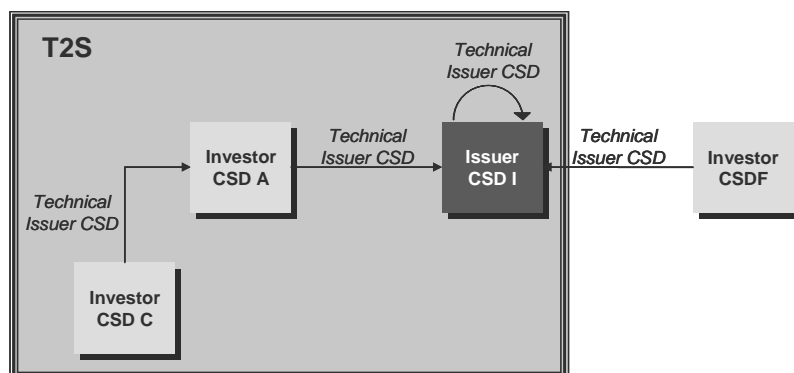 T2S
Technical
Issuer CSD
Investor
CSD A
Technical
Issuer CSD
Issuer
CSD I
Technical
Issuer CSD
Investor
CSDF
Technical
Issuer CSD
Investor
CSD C